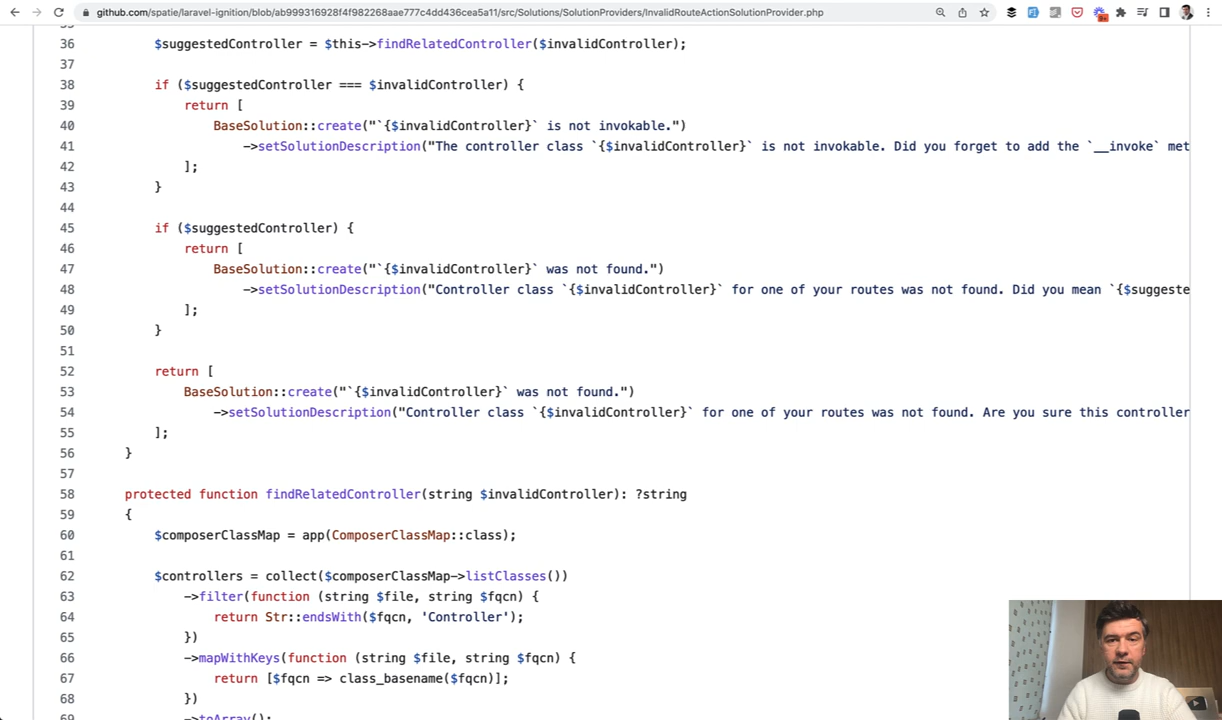 github.com/spatie/laravel-ignition/blob/ab999316928f4f982268aae777c4dd436cea5a11/src/Solutions/SolutionProviders/InvalidRouteActionSolutionProvider.php
36 $suggestedController = $this->findRelatedController($invalidController);
37
38 if ($suggestedController === $invalidController) {
39 return [
40 BaseSolution::create("`{$invalidController}` is not invokable.")
41 ->setSolutionDescription("The controller class `{$invalidController}` is not invokable. Did you forget to add the `__invoke` met
42 ];
43 }
44
45 if ($suggestedController) {
46 return [
47 BaseSolution::create("`{$invalidController}` was not found.")
48 ->setSolutionDescription("Controller class `{$invalidController}` for one of your routes was not found. Did you mean `{$suggeste
49 ];
50 }
51
52 return [
53 BaseSolution::create("`{$invalidController}` was not found.")
54 ->setSolutionDescription("Controller class `{$invalidController}` for one of your routes was not found. Are you sure this controller
55 ];
56 }
57
58 protected function findRelatedController(string $invalidController): ?string
59 {
60 $composerClassMap = app(ComposerClassMap::class);
61
62 $controllers = collect($composerClassMap->listClasses())
63 ->filter(function (string $file, string $fqcn) {
64 return Str::endsWith($fqcn, 'Controller');
65 })
66 ->mapWithKeys(function (string $file, string $fqcn) {
67 return [$fqcn => class_basename($fqcn)];
68 })
69 ->toArray();